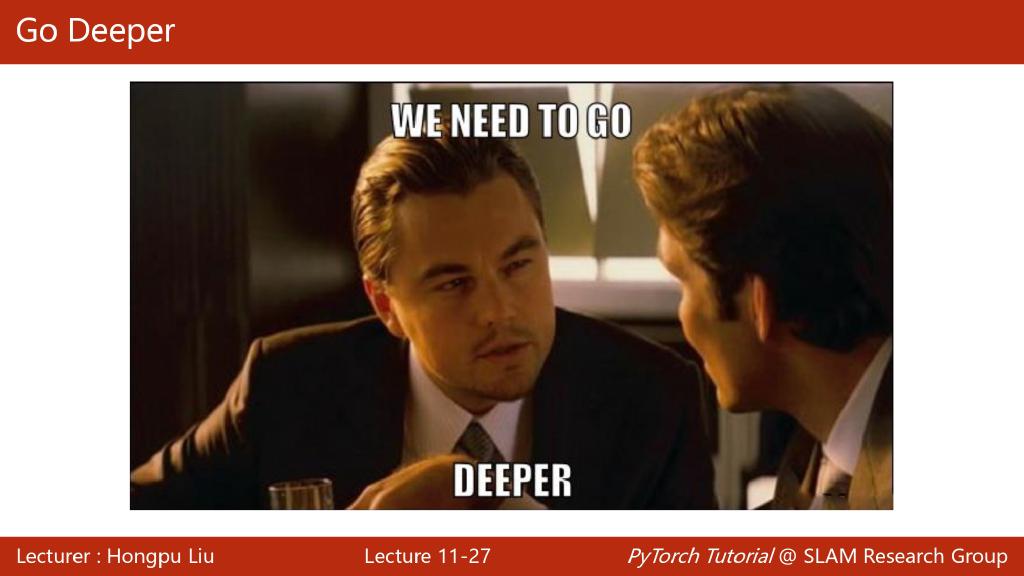 Go Deeper
WE NEED TO GO
DEEPER
Lecturer : Hongpu Liu
Lecture 11-27
PyTorch Tutorial @ SLAM Research Group